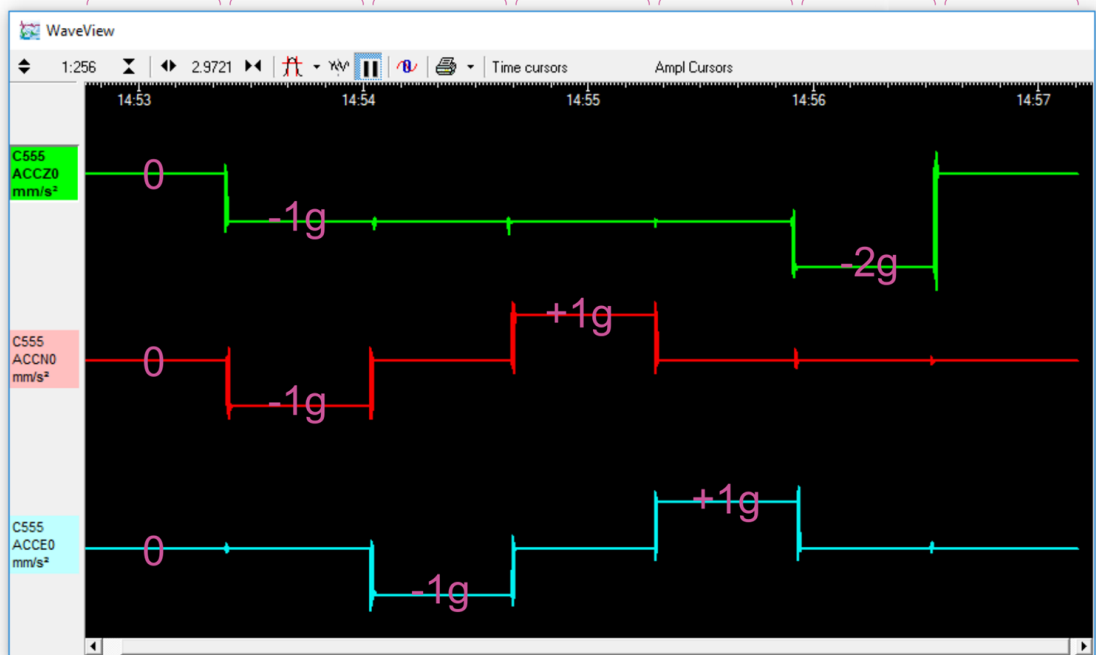 WaveView
1:256 2.9721 Time cursors Ampl Cursors
14:53 14:54 14:55 14:56 14:57
C555
ACCZ0
mm/s²
0
-1g
-2g
C555
ACCN0
mm/s²
0
-1g
+1g
C555
ACCE0
mm/s²
0
-1g
+1g